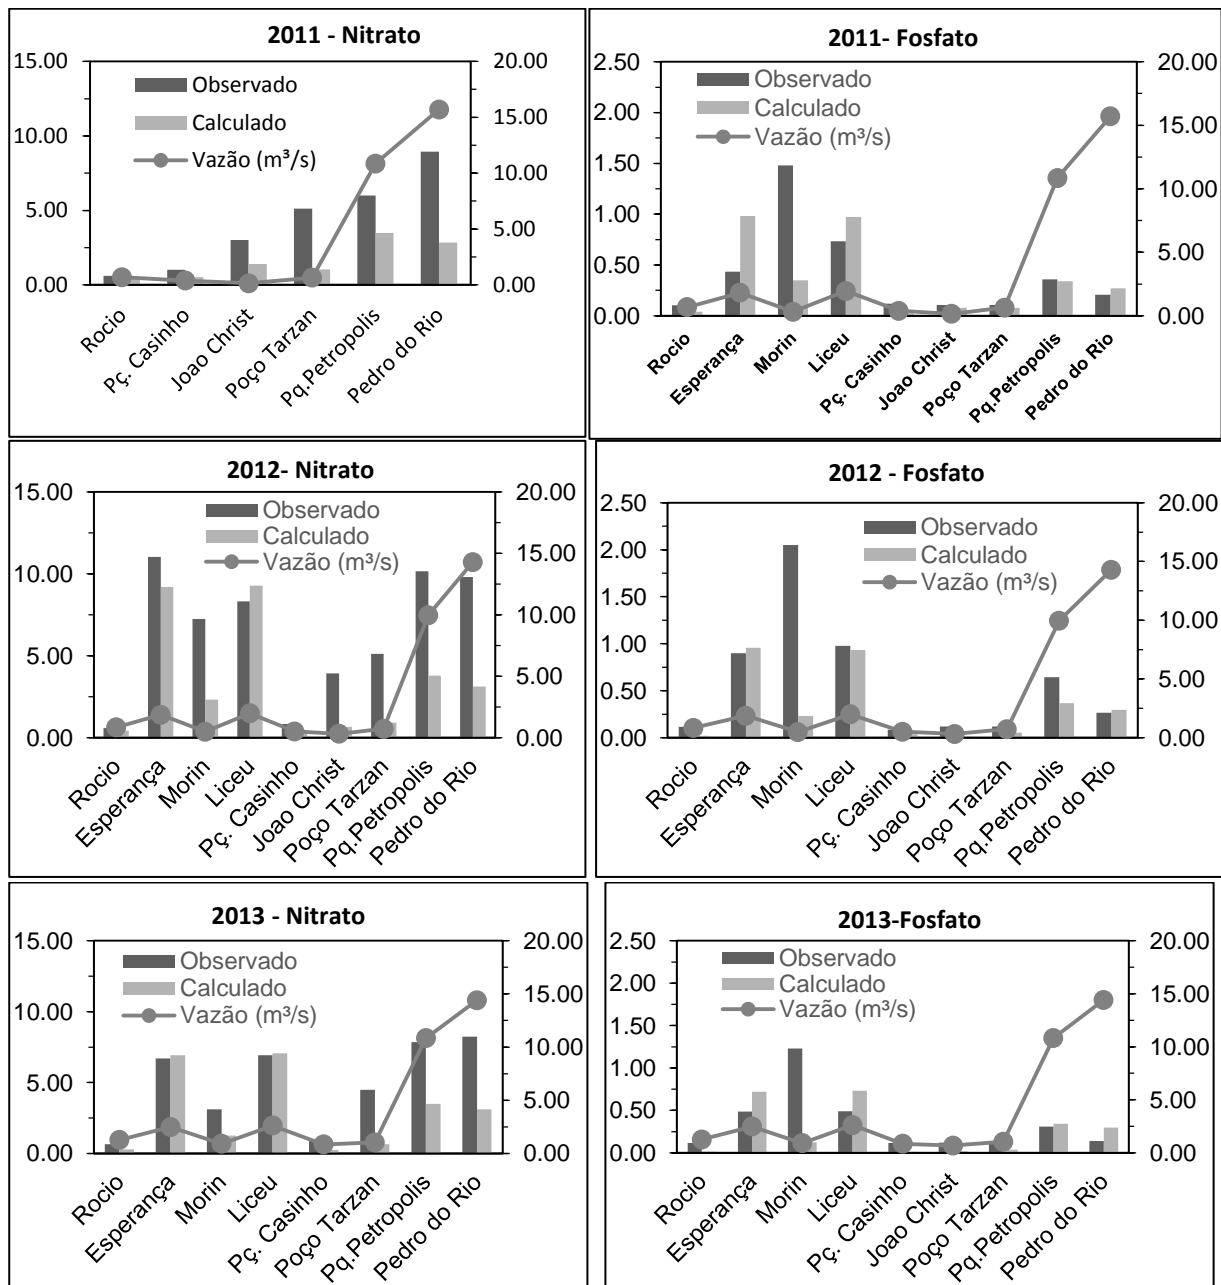 2011 - Nitrato
15.00
10.00
5.00
0.00
20.00
15.00
10.00
5.00
0.00
Observado
Calculado
Vazão (m³/s)
Rocio
Pç. Casinho
Joao Christ
Poço Tarzan
Pq.Petropolis
Pedro do Rio
2011- Fosfato
2.50
2.00
1.50
1.00
0.50
0.00
20.00
15.00
10.00
5.00
0.00
Observado
Calculado
Vazão (m³/s)
Rocio
Esperança
Morin
Liceu
Pç. Casinho
Joao Christ
Poço Tarzan
Pq.Petropolis
Pedro do Rio
2012- Nitrato
15.00
10.00
5.00
0.00
20.00
15.00
10.00
5.00
0.00
Observado
Calculado
Vazão (m³/s)
Rocio
Esperança
Morin
Liceu
Pç. Casinho
Joao Christ
Poço Tarzan
Pq.Petropolis
Pedro do Rio
2012 - Fosfato
2.50
2.00
1.50
1.00
0.50
0.00
20.00
15.00
10.00
5.00
0.00
Observado
Calculado
Vazão (m³/s)
Rocio
Esperança
Morin
Liceu
Pç. Casinho
Joao Christ
Poço Tarzan
Pq.Petropolis
Pedro do Rio
2013 - Nitrato
15.00
10.00
5.00
0.00
20.00
15.00
10.00
5.00
0.00
Observado
Calculado
Vazão (m³/s)
Rocio
Esperança
Morin
Liceu
Pç. Casinho
Poço Tarzan
Pq.Petropolis
Pedro do Rio
2013-Fosfato
2.50
2.00
1.50
1.00
0.50
0.00
20.00
15.00
10.00
5.00
0.00
Observado
Calculado
Vazão (m³/s)
Rocio
Esperança
Morin
Liceu
Pç. Casinho
Joao Christ
Poço Tarzan
Pq.Petropolis
Pedro do Rio